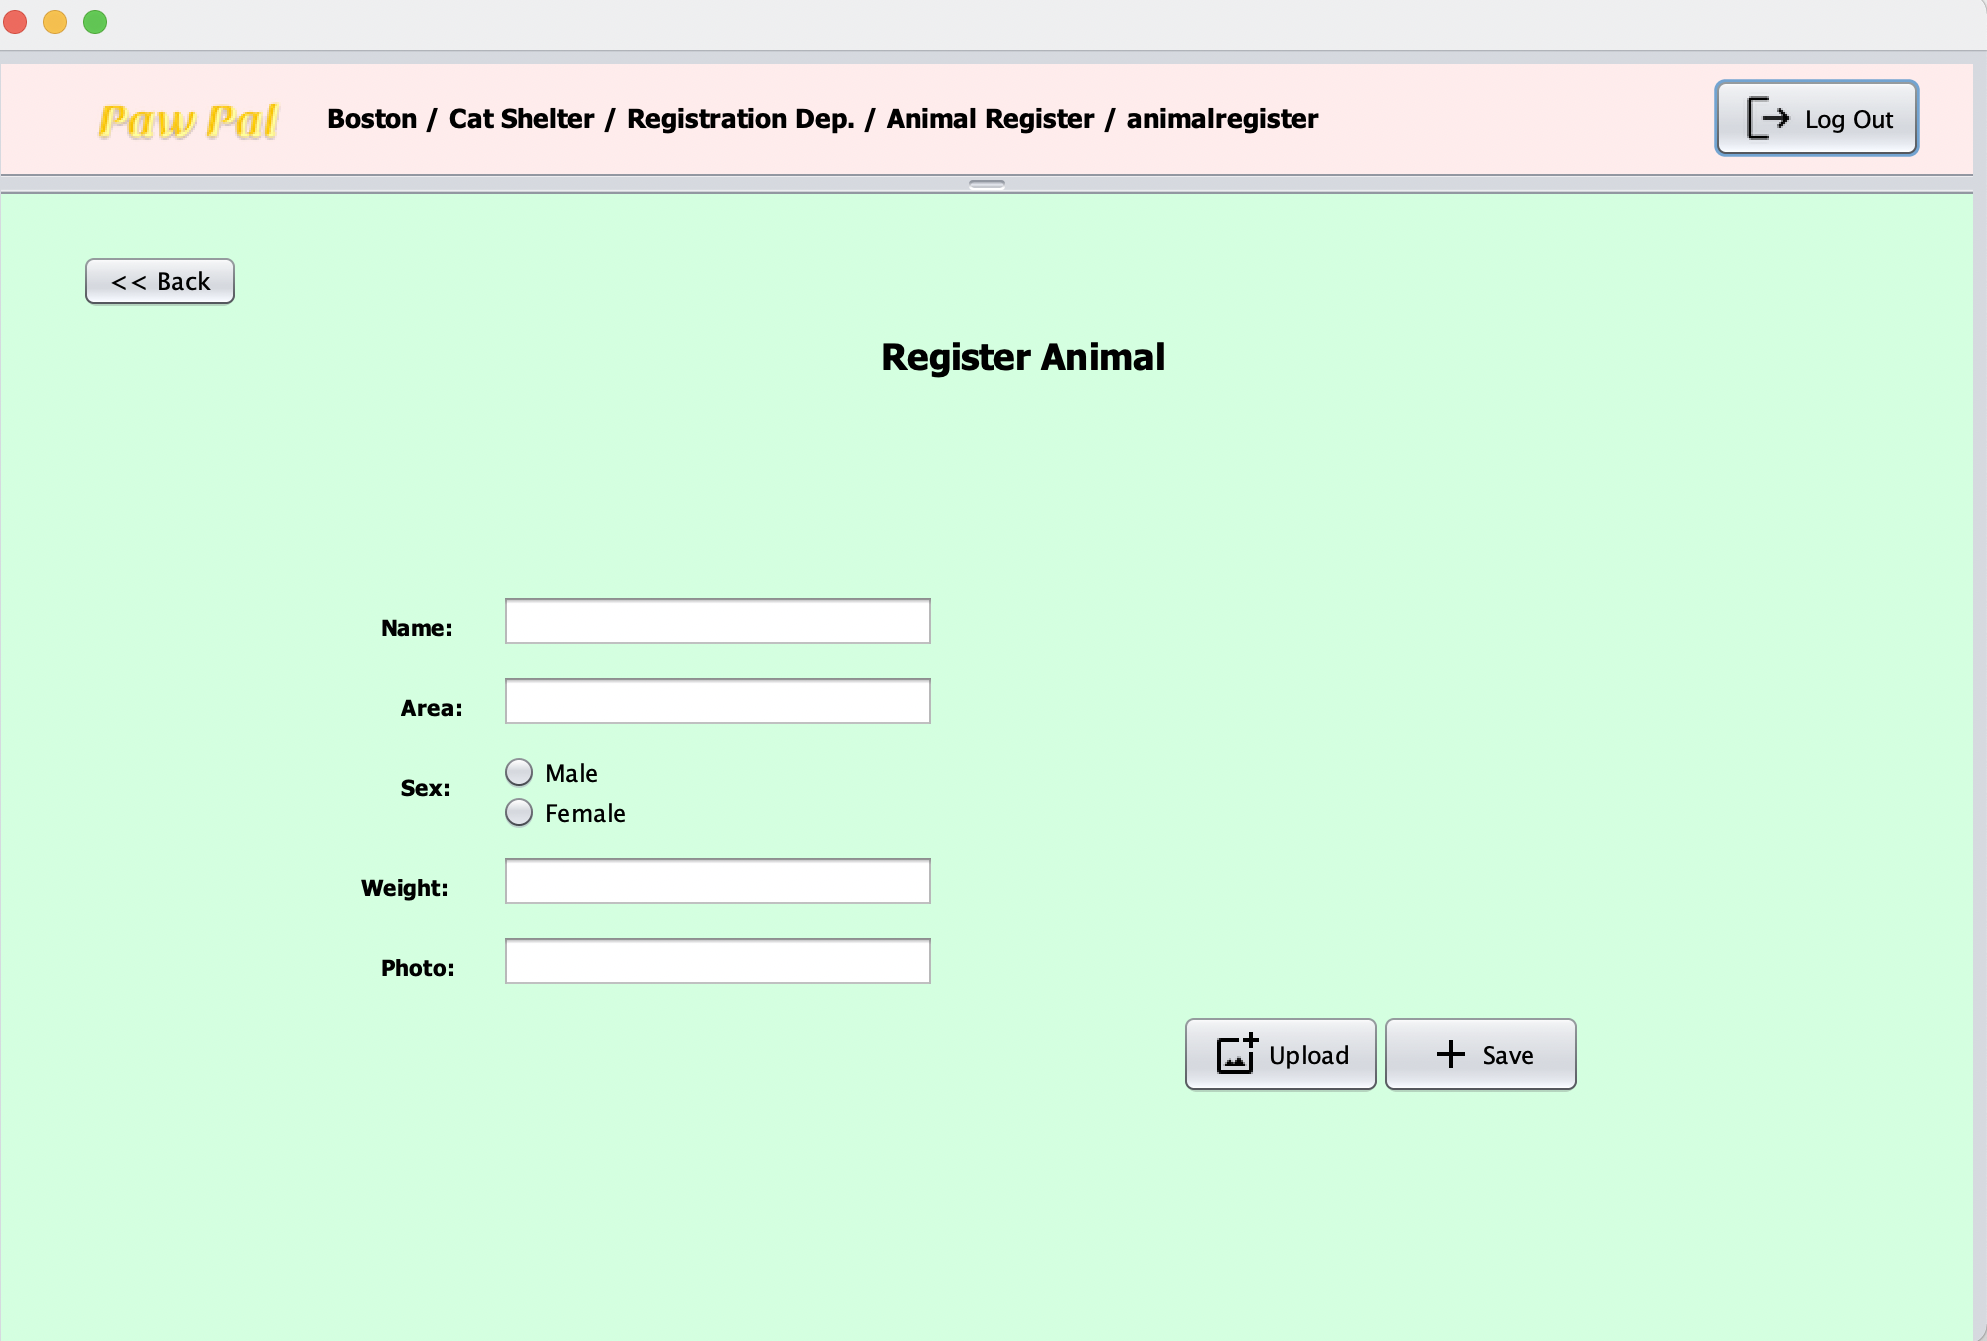 Paw Pal
Boston / Cat Shelter / Registration Dep. / Animal Register / animalregister
Log Out
<< Back
Register Animal
Name:
Area:
Sex:
Male
Female
Weight:
Photo:
Upload
Save